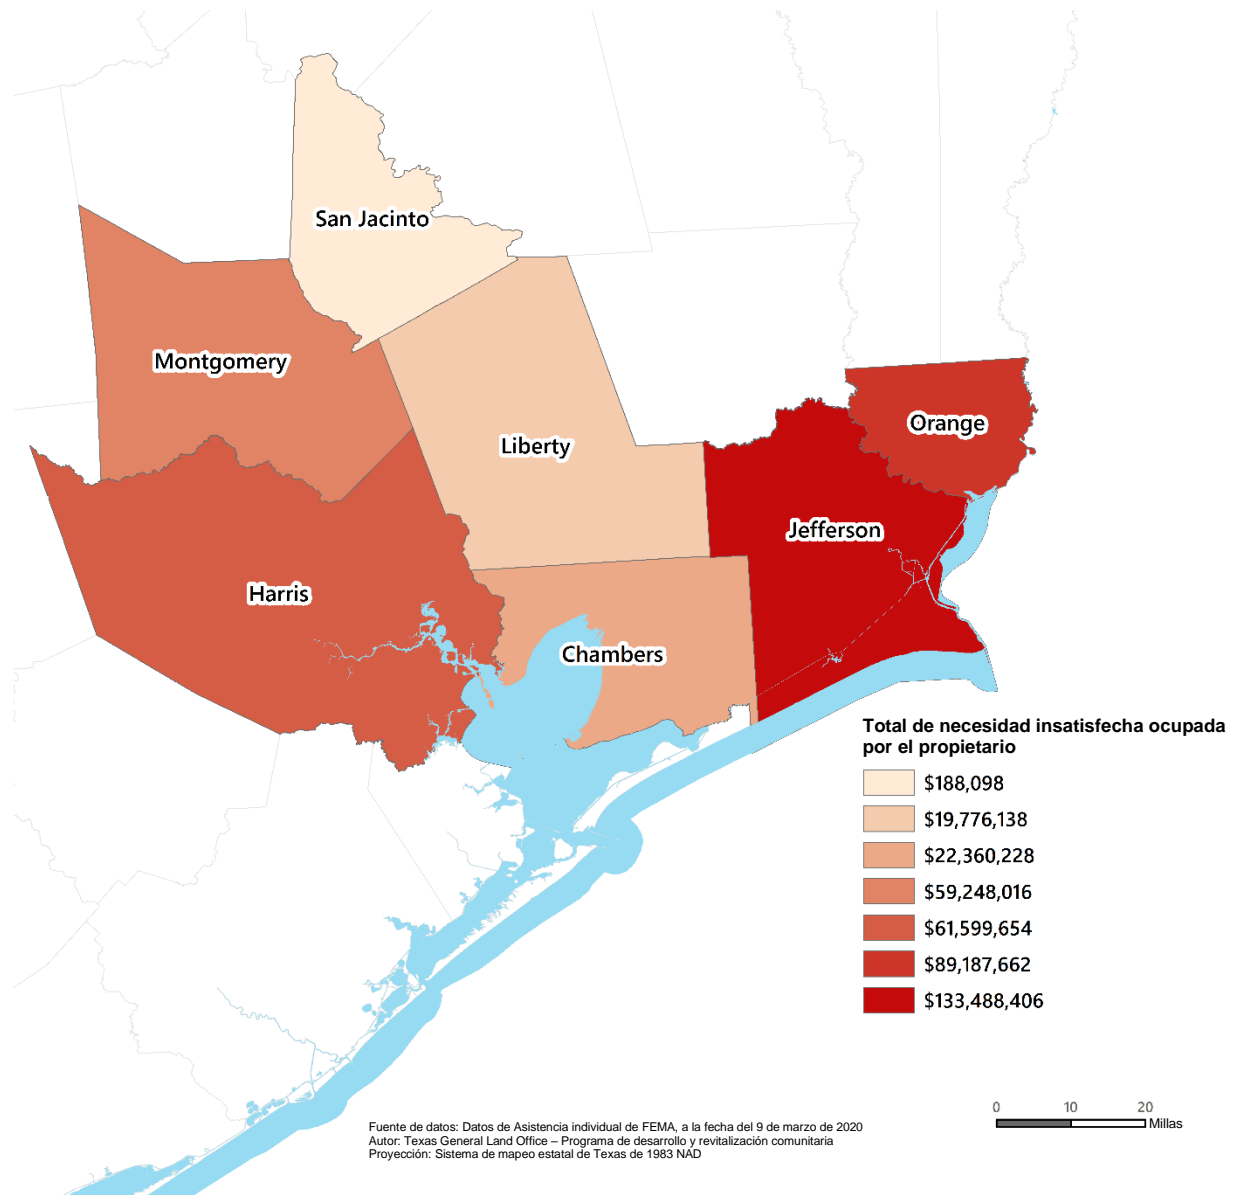 San Jacinto
Montgomery
Orange
Liberty
Jefferson
Harris
Chambers
Total de necesidad insatisfecha ocupada
por el propietario
$188,098
$19,776,138
$22,360,228
$59,248,016
$61,599,654
$89,187,662
$133,488,406
0 10 20
Millas
Fuente de datos: Datos de Asistencia individual de FEMA, a la fecha del 9 de marzo de 2020
Autor: Texas General Land Office – Programa de desarrollo y revitalización comunitaria
Proyección: Sistema de mapeo estatal de Texas de 1983 NAD